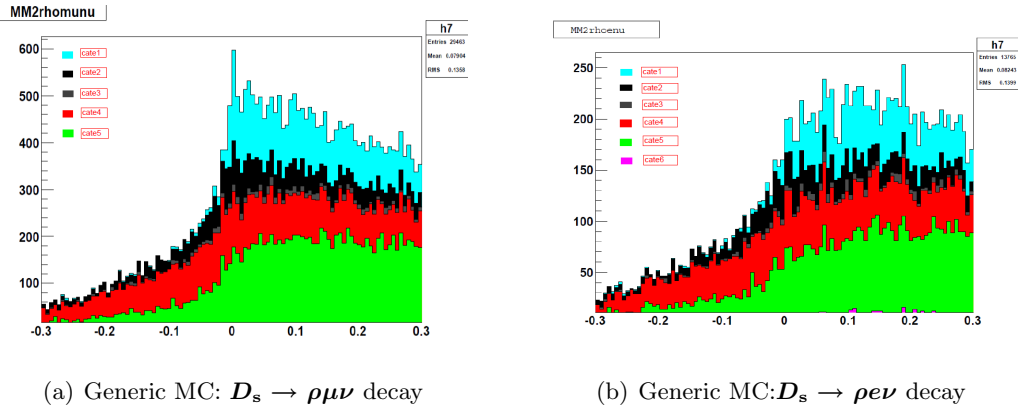 MM2rhomunu
h7
Entries 29463
Mean 0.07904
RMS 0.1358
600
500
400
300
200
100
cate1
cate2
cate3
cate4
cate5
-0.3 -0.2 -0.1 0 0.1 0.2 0.3
(a) Generic MC: Ds → ρμν decay
MM2rhoenu
h7
Entries 13765
Mean 0.08243
RMS 0.1399
250
200
150
100
50
cate1
cate2
cate3
cate4
cate5
cate6
-0.3 -0.2 -0.1 0 0.1 0.2 0.3
(b) Generic MC:Ds → ρeν decay